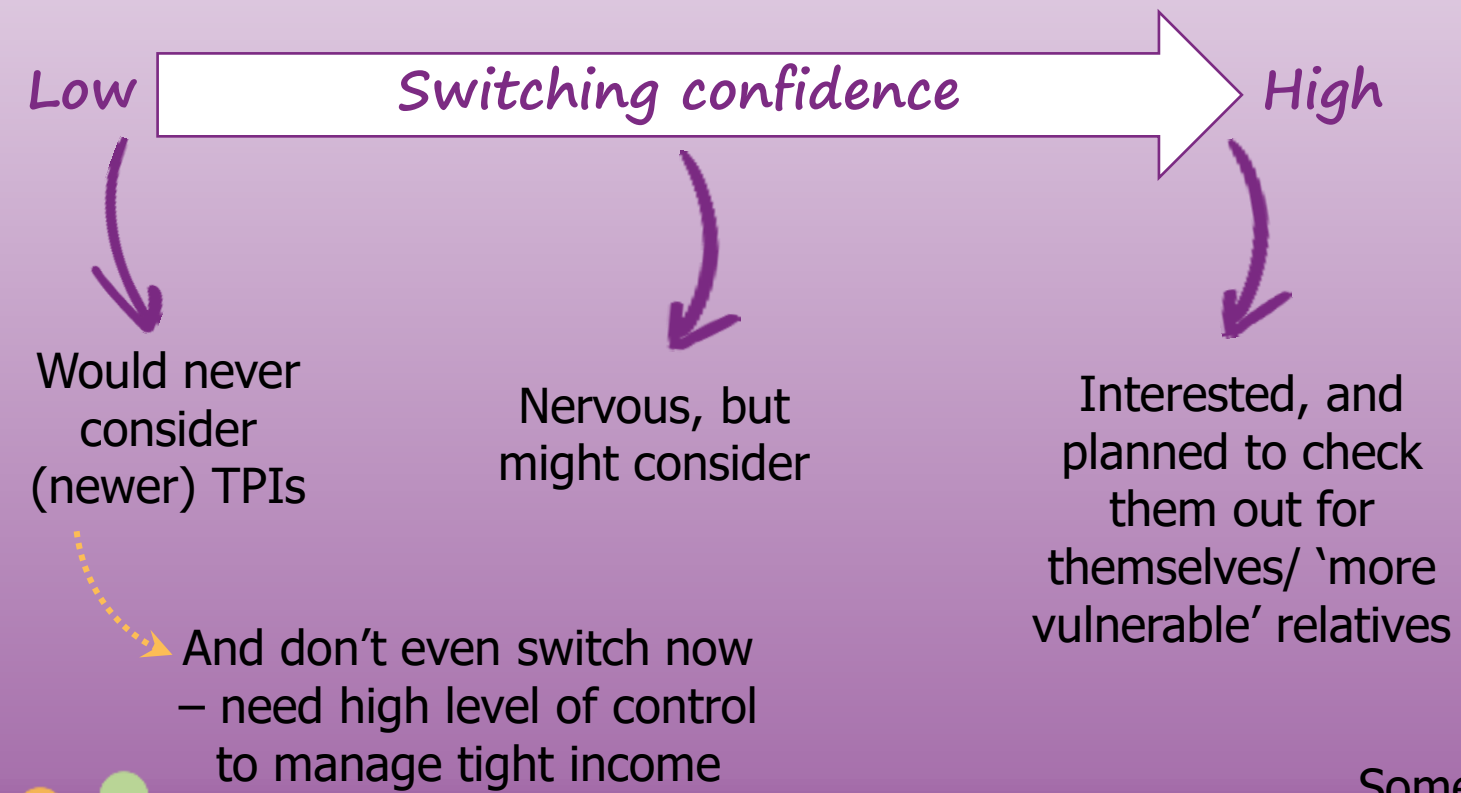 Low
Switching confidence
High
Would never
consider
(newer) TPIs
Nervous, but
might consider
Interested, and
planned to check
them out for
themselves/ ‘more
vulnerable’ relatives
And don’t even switch now
– need high level of control
to manage tight income
Some